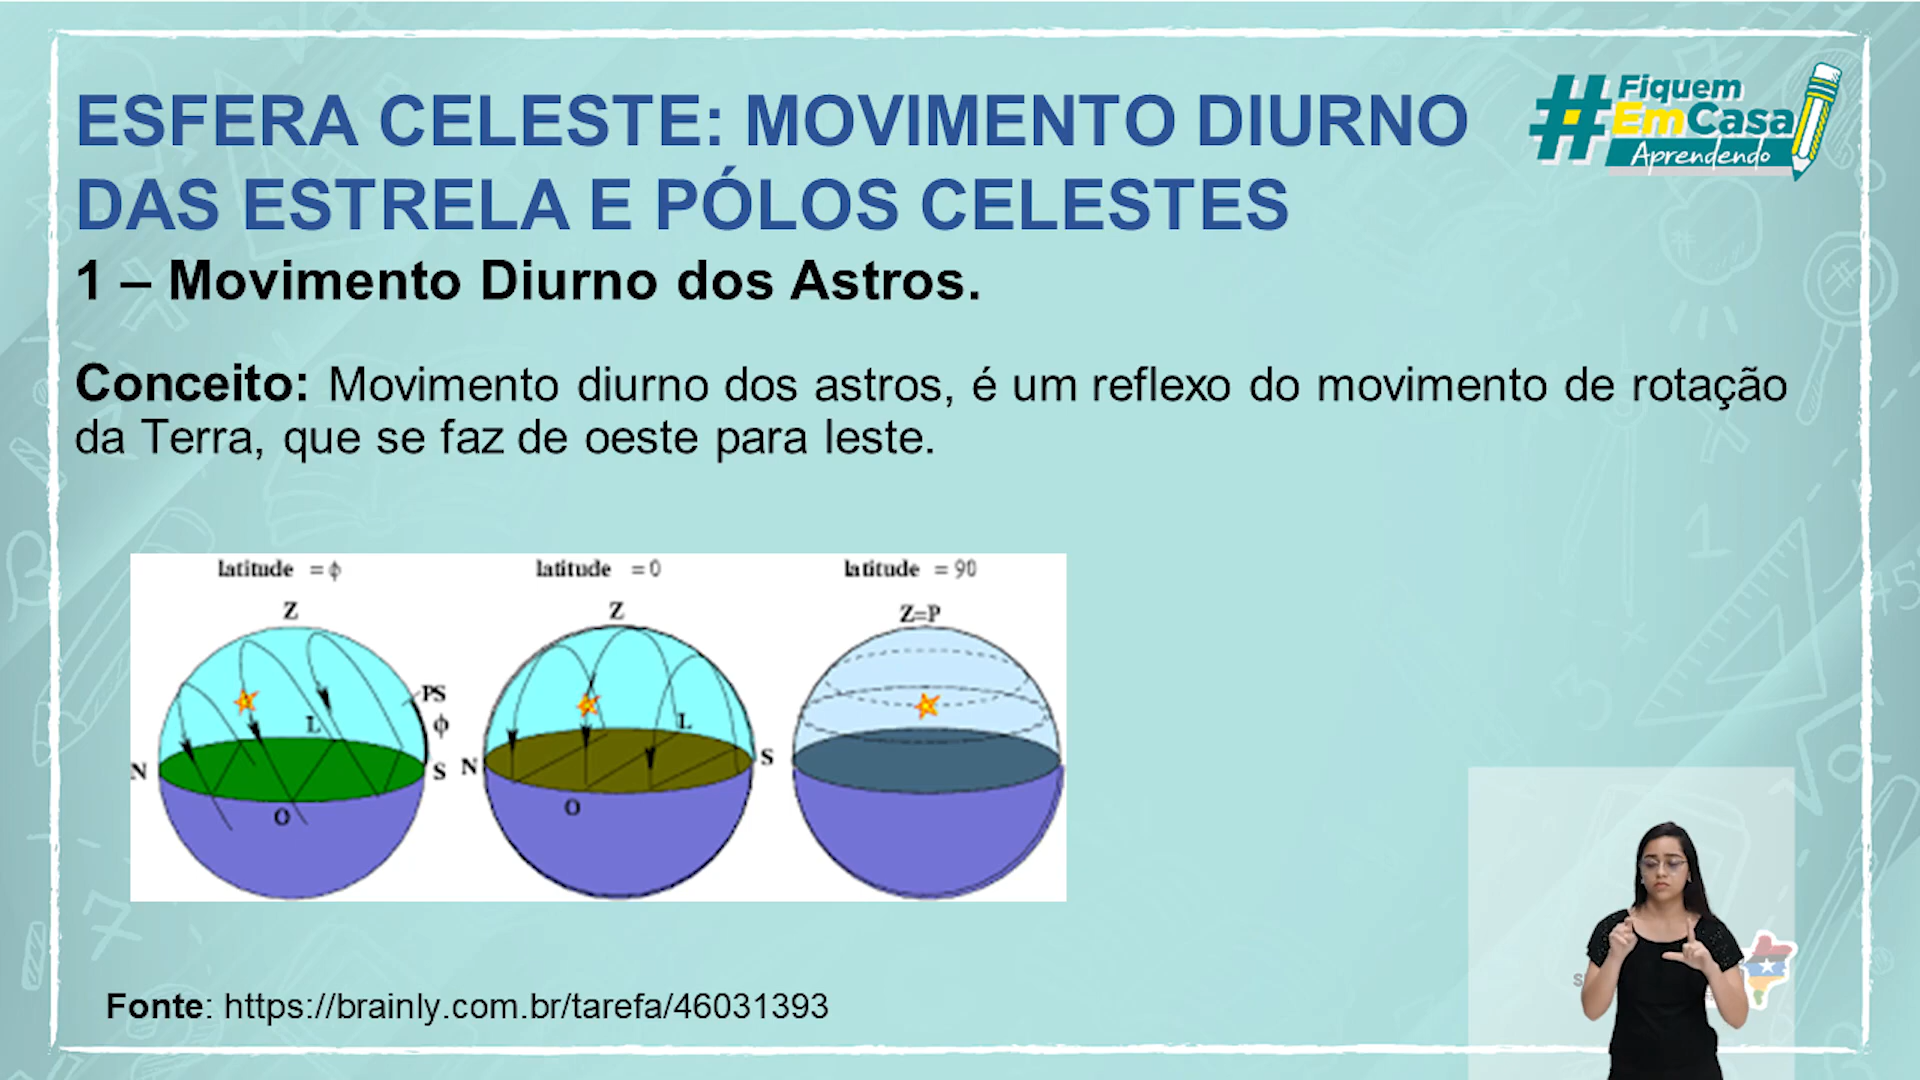 ESFERA CELESTE: MOVIMENTO DIURNO
DAS ESTRELA E PÓLOS CELESTES
#Fiquem
EmCasa
Aprendendo
1 – Movimento Diurno dos Astros.
Conceito: Movimento diurno dos astros, é um reflexo do movimento de rotação
da Terra, que se faz de oeste para leste.
latitude = ϕ
latitude = 0
latitude = 90
Z
Z
Z=P
PS
ϕ
L
L
N
S
N
S
O
O
Fonte: https://brainly.com.br/tarefa/46031393